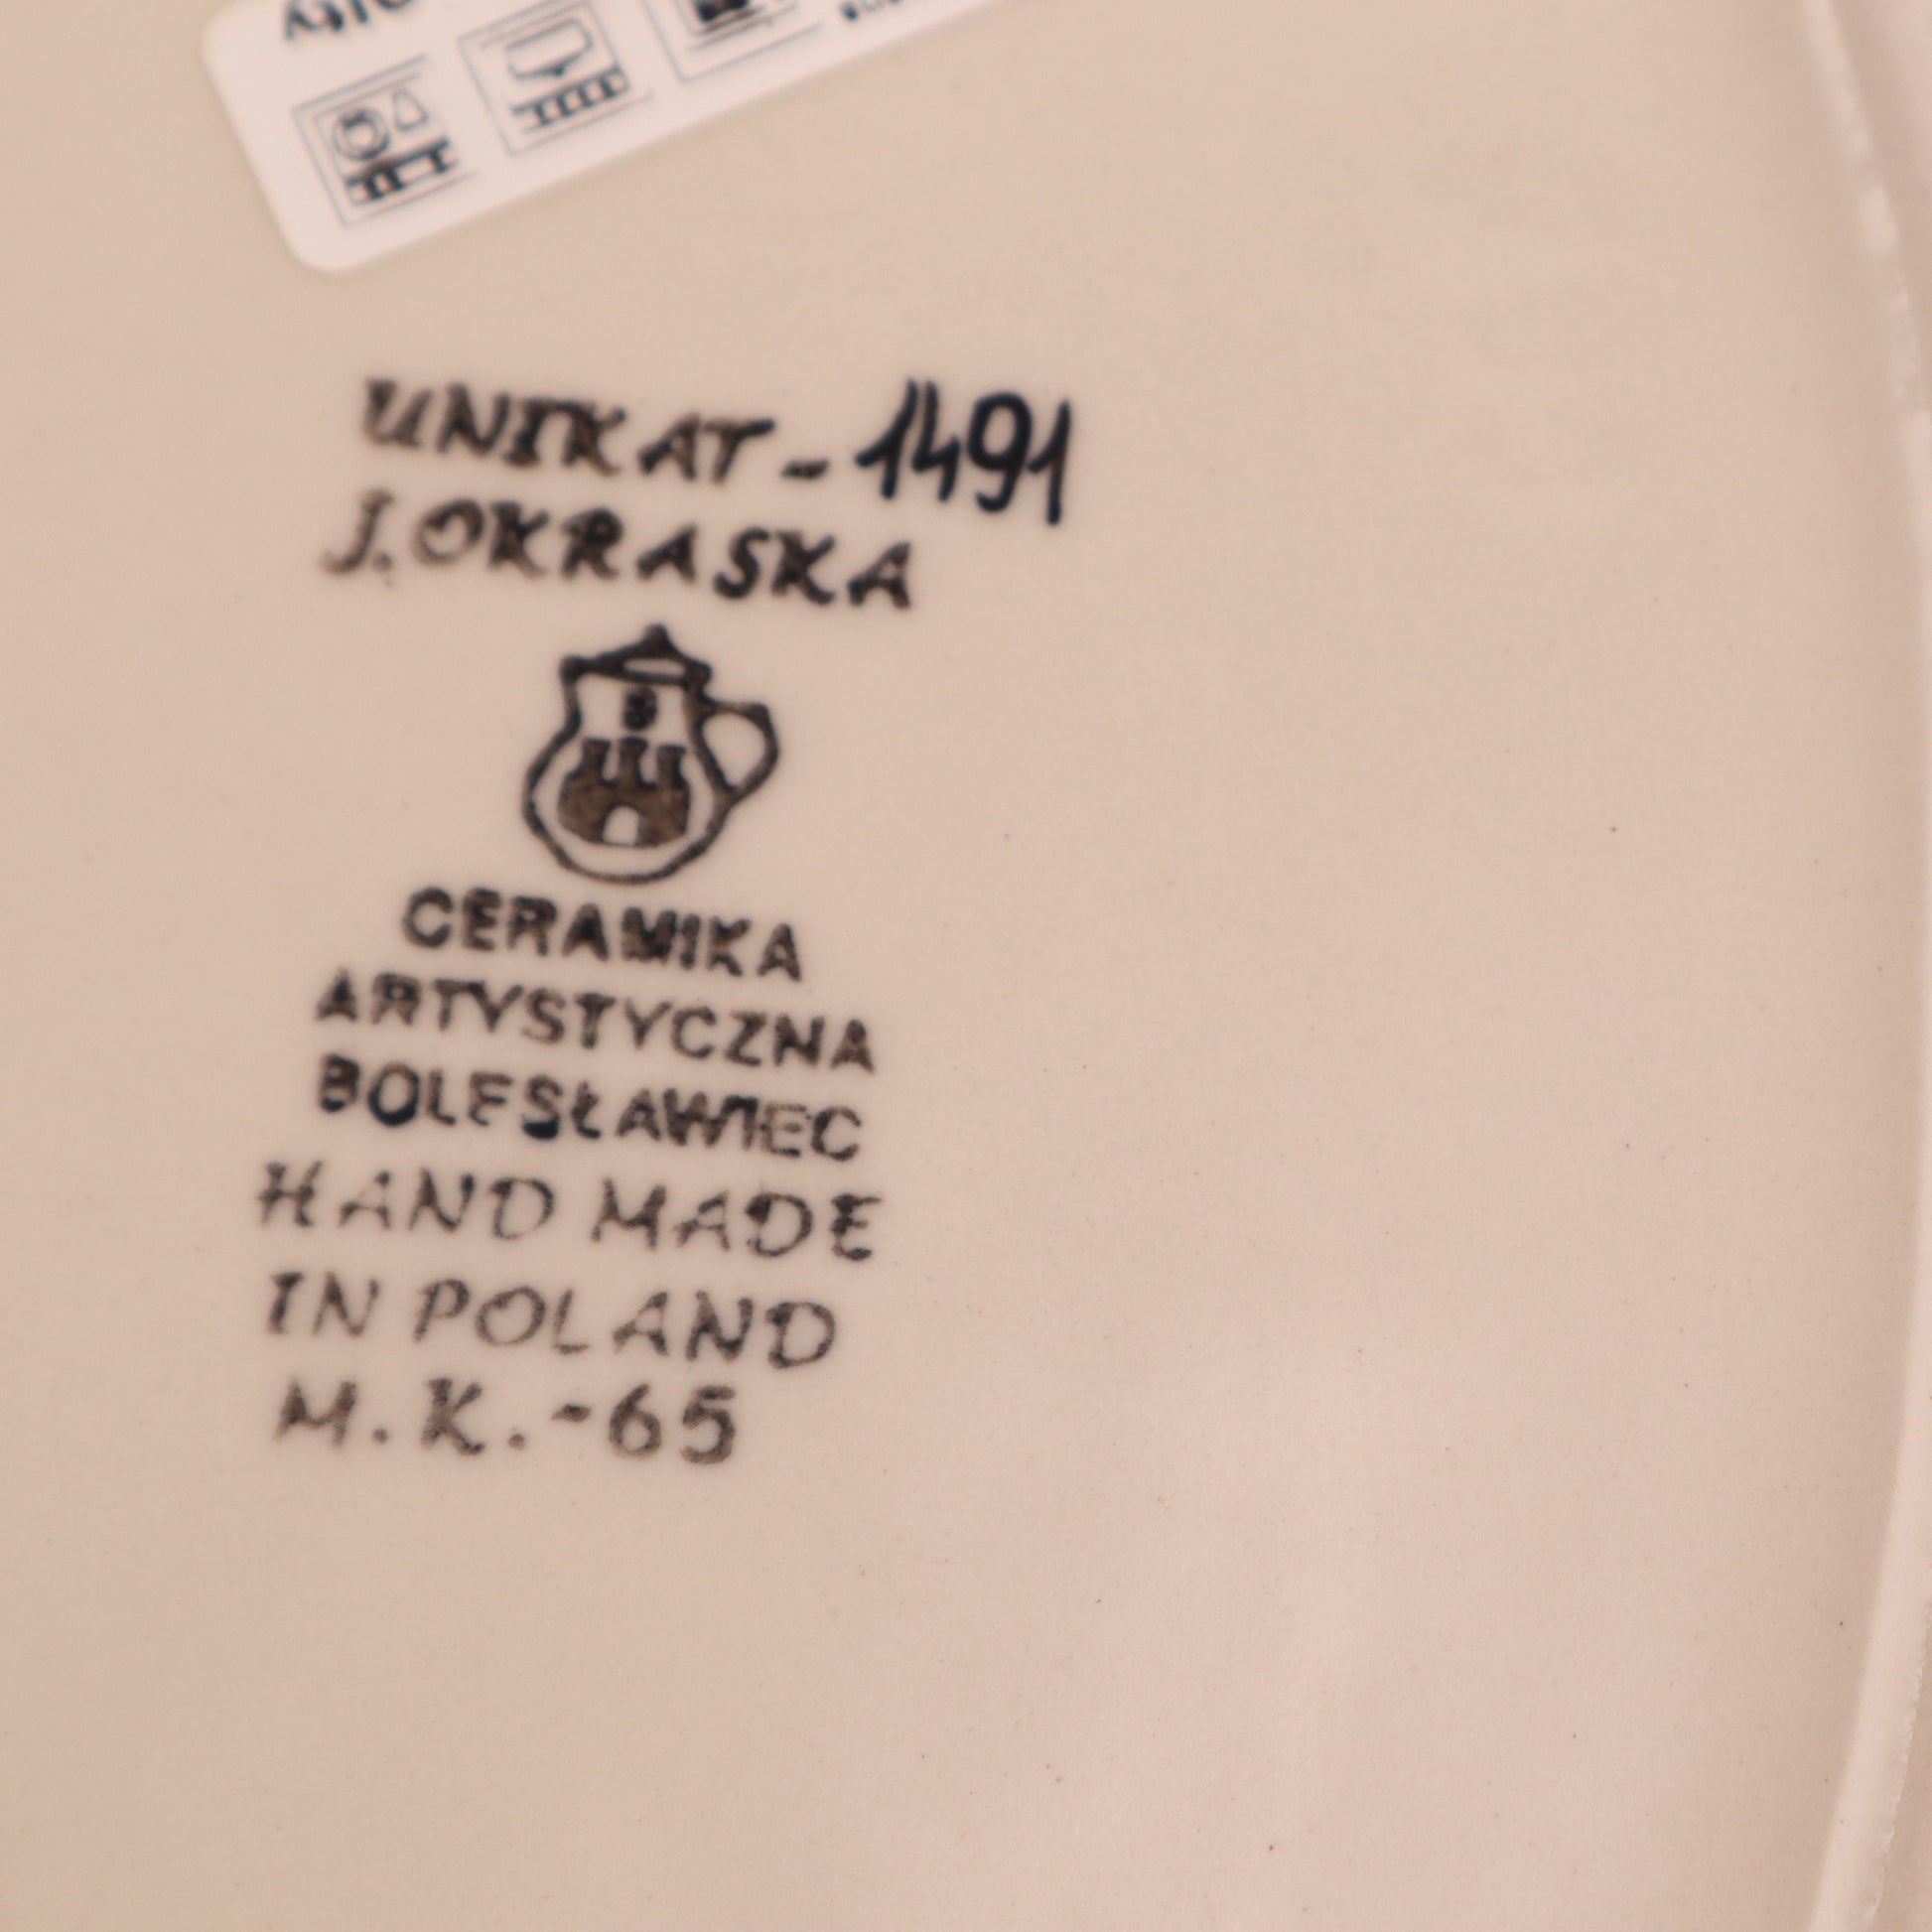 UNIKAT - 1491
J. OKRASKA
B
CERAMIKA
ARTYSTYCZNA
BOLESŁAWIEC
HAND MADE
IN POLAND
M.K.-65